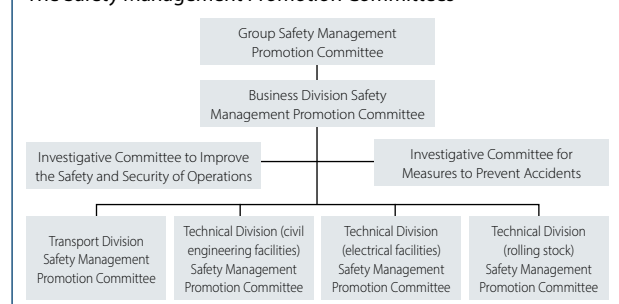 The Safety Management Promotion Committees
Group Safety Management
Promotion Committee
Business Division Safety
Management Promotion Committee
Investigative Committee to Improve
the Safety and Security of Operations
Investigative Committee for
Measures to Prevent Accidents
Transport Division
Safety Management
Promotion Committee
Technical Division (civil
engineering facilities)
Safety Management
Promotion Committee
Technical Division
(electrical facilities)
Safety Management
Promotion Committee
Technical Division
(rolling stock)
Safety Management
Promotion Committee